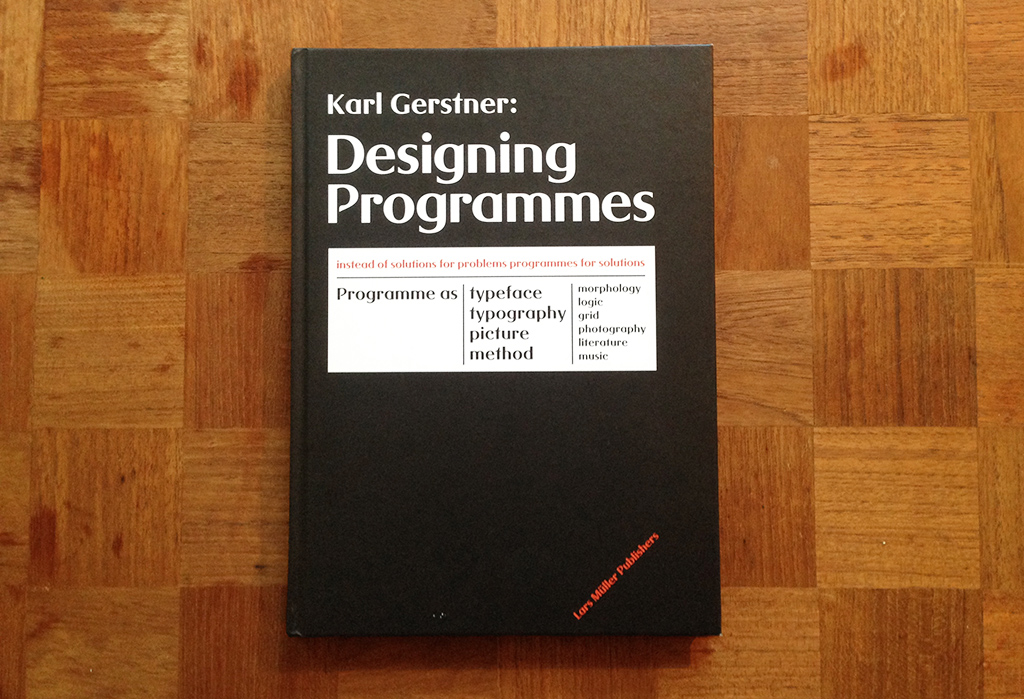 Karl Gerstner:
Designing
Programmes
instead of solutions for problems programmes for solutions
Programme as
typeface
typography
picture
method
morphology
logic
grid
photography
literature
music
Lars Müller Publishers